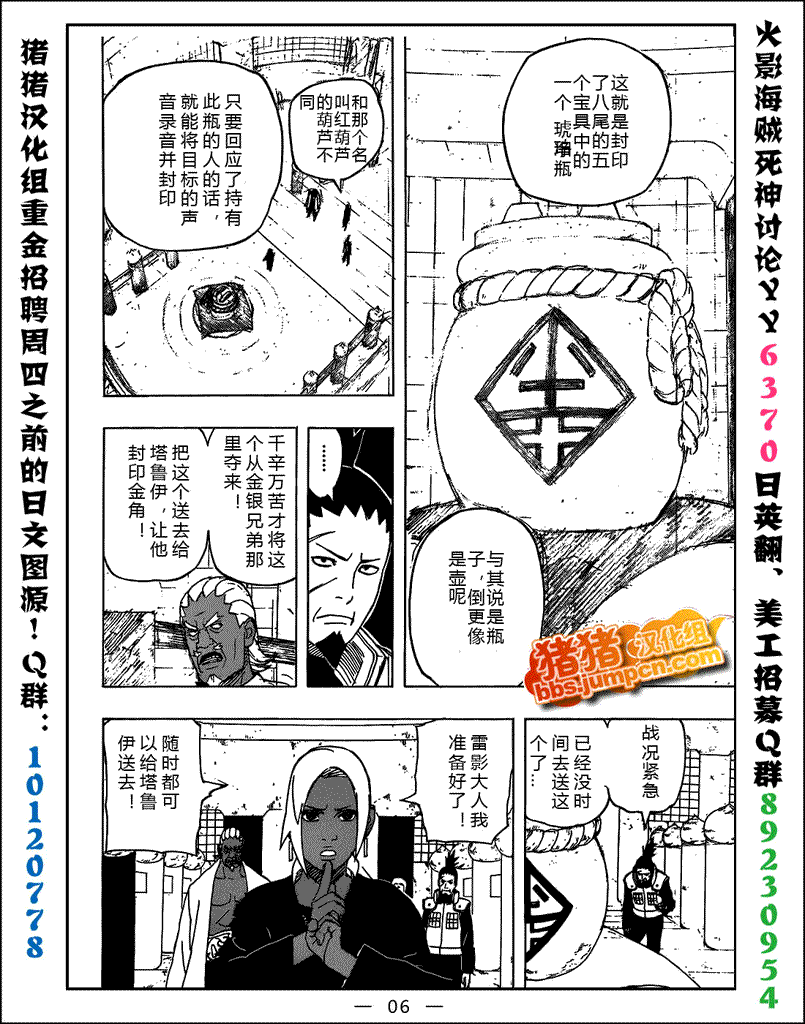 火影海贼死神讨论YY6370日英翻、美工招募Q群89230954
这就是封印
了八尾的五
个宝具中的
一个 琥珀瓶
和那个名
叫红葫芦
的葫芦不
同
只要回应了持有
此瓶的人的话，
就能将目标的声
音录音并封印
与其说是瓶
子，倒更像
是壶呢
……
千辛万苦才将这
个从金银兄弟那
里夺来！
把这个送去给
塔鲁伊，让他
封印金角！
猪猪汉化组
bbs.jumpcn.com
战况紧急
已经没时
间去送这
个了…
雷影大人我
准备好了！
随时都可
以给塔鲁
伊送去！
猪猪汉化组重金招聘周四之前的日文图源！Q群：10120778
— 06 —